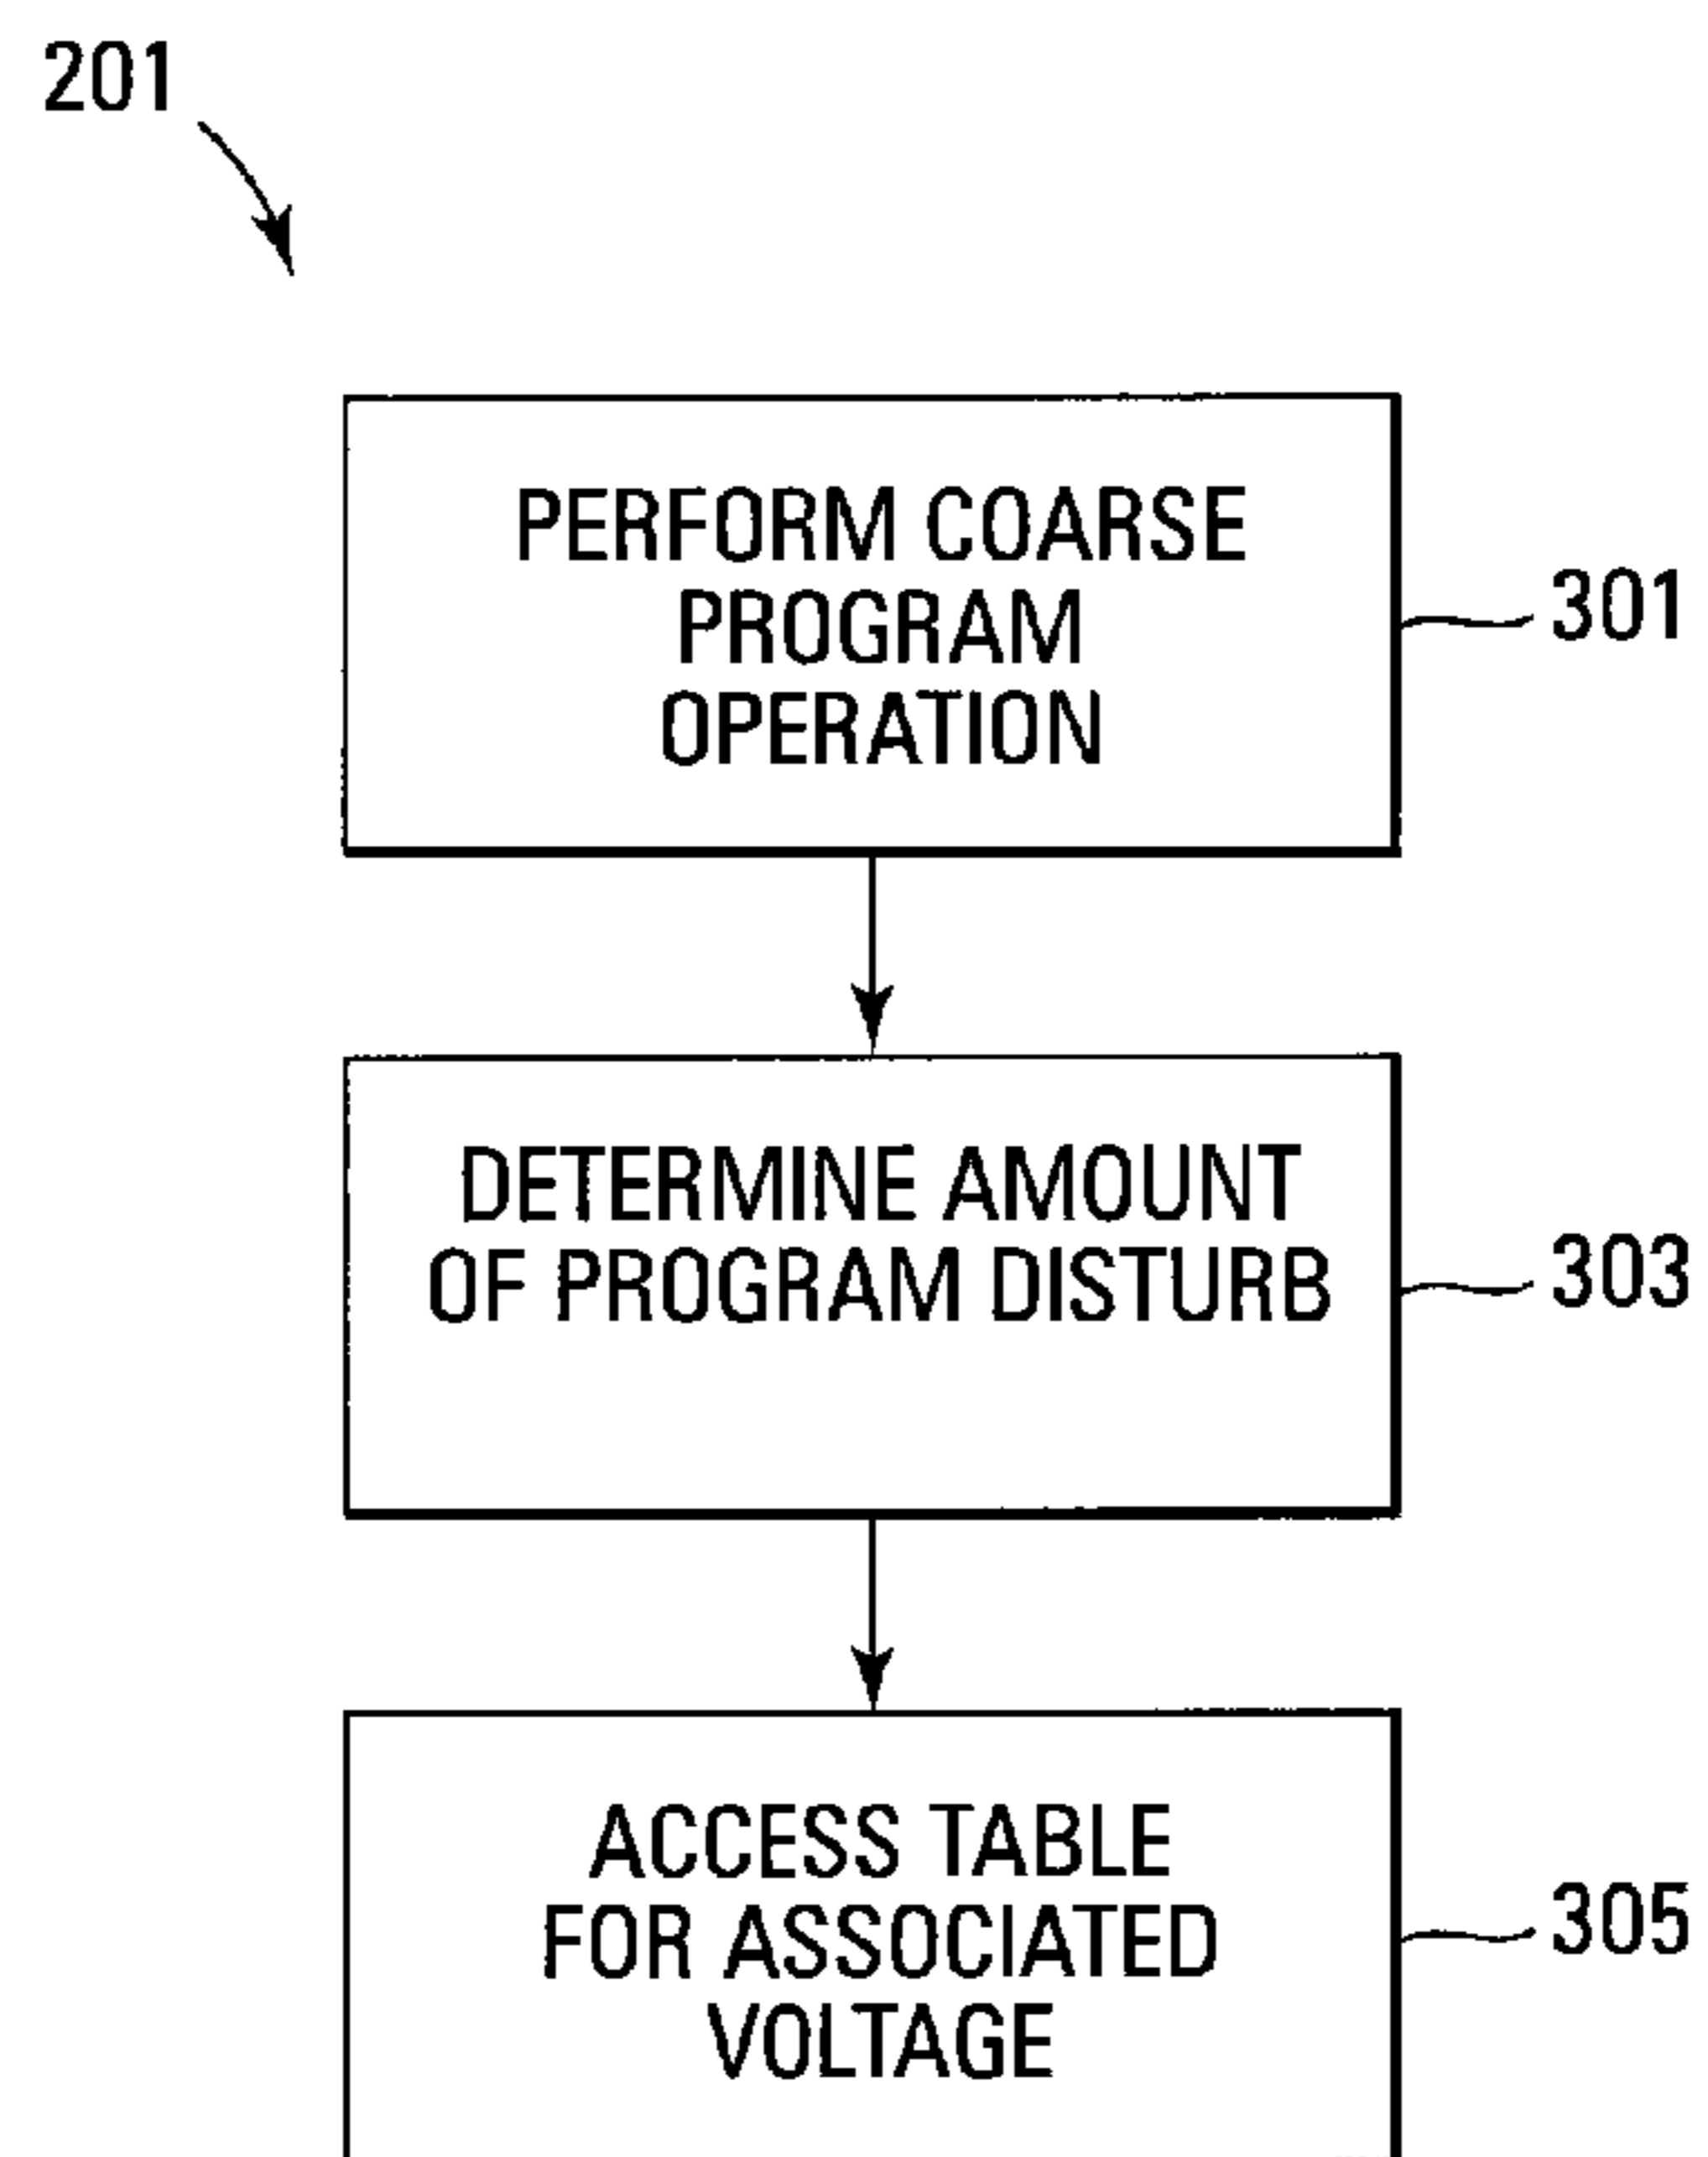 201
PERFORM COARSE
PROGRAM
OPERATION
301
DETERMINE AMOUNT
OF PROGRAM DISTURB
303
ACCESS TABLE
FOR ASSOCIATED
VOLTAGE
305